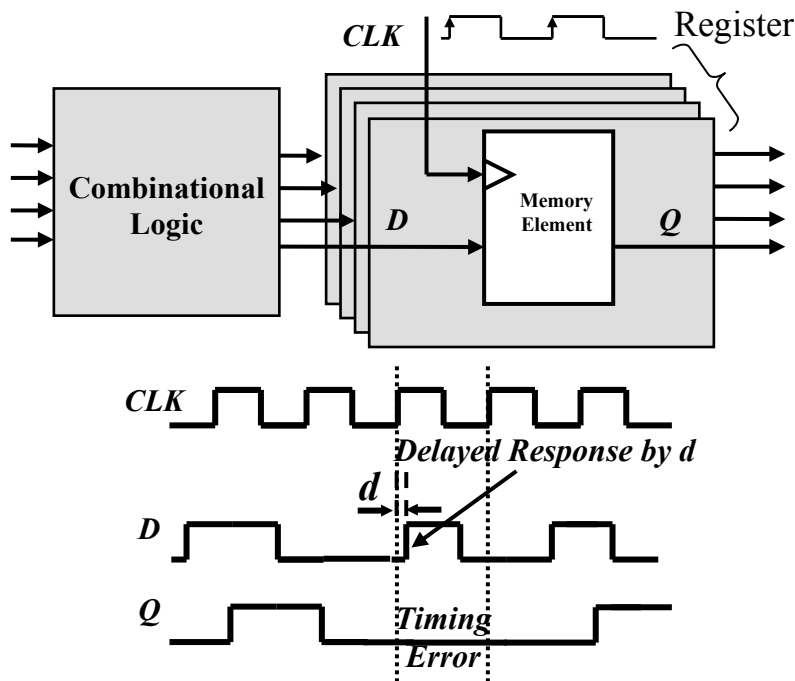 CLK
Register
Combinational
Logic
Memory
Element
D
Q
CLK
Delayed Response by d
d
D
Q
Timing
Error